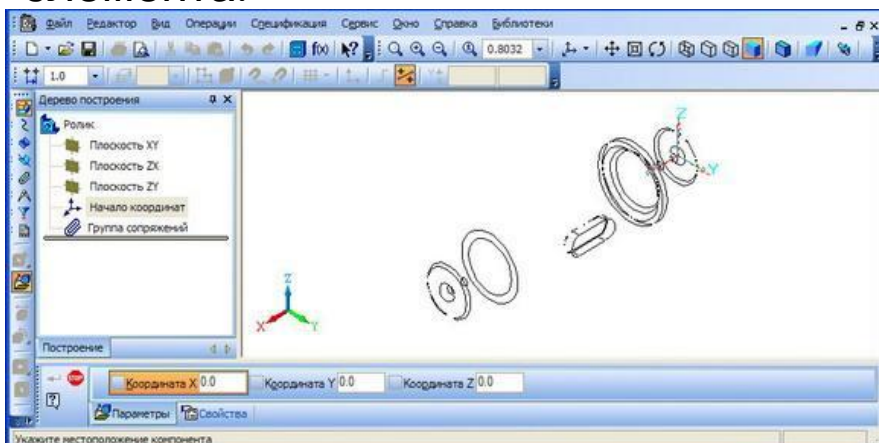 Файл Редактор Вид Операции Спецификация Сервис Окно Справка Библиотеки
f(x) 0.8032
1.0
Дерево построения
Ролик
Плоскость XY
Плоскость ZX
Плоскость ZY
Начало координат
Группа сопряжений
Z
Y
Z
X Y
Построение
Координата X 0.0 Координата Y 0.0 Координата Z 0.0
Параметры Свойства
Укажите местоположение компонента